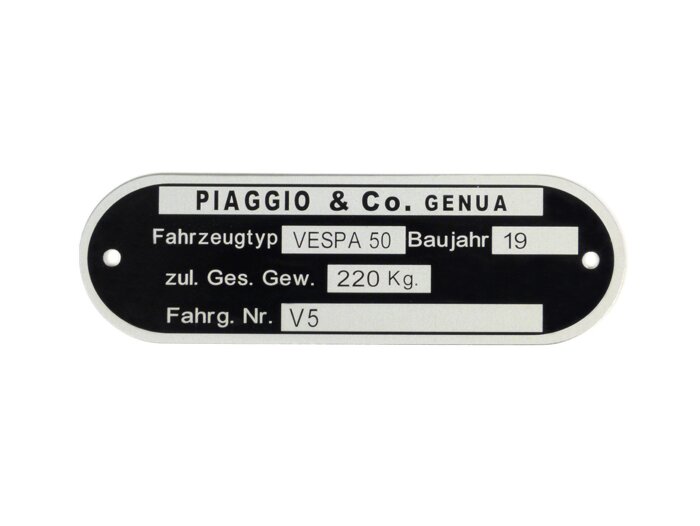 PIAGGIO & Co. GENUA
Fahrzeugtyp VESPA 50 Baujahr 19
zul. Ges. Gew. 220 Kg.
Fahrg. Nr. V5